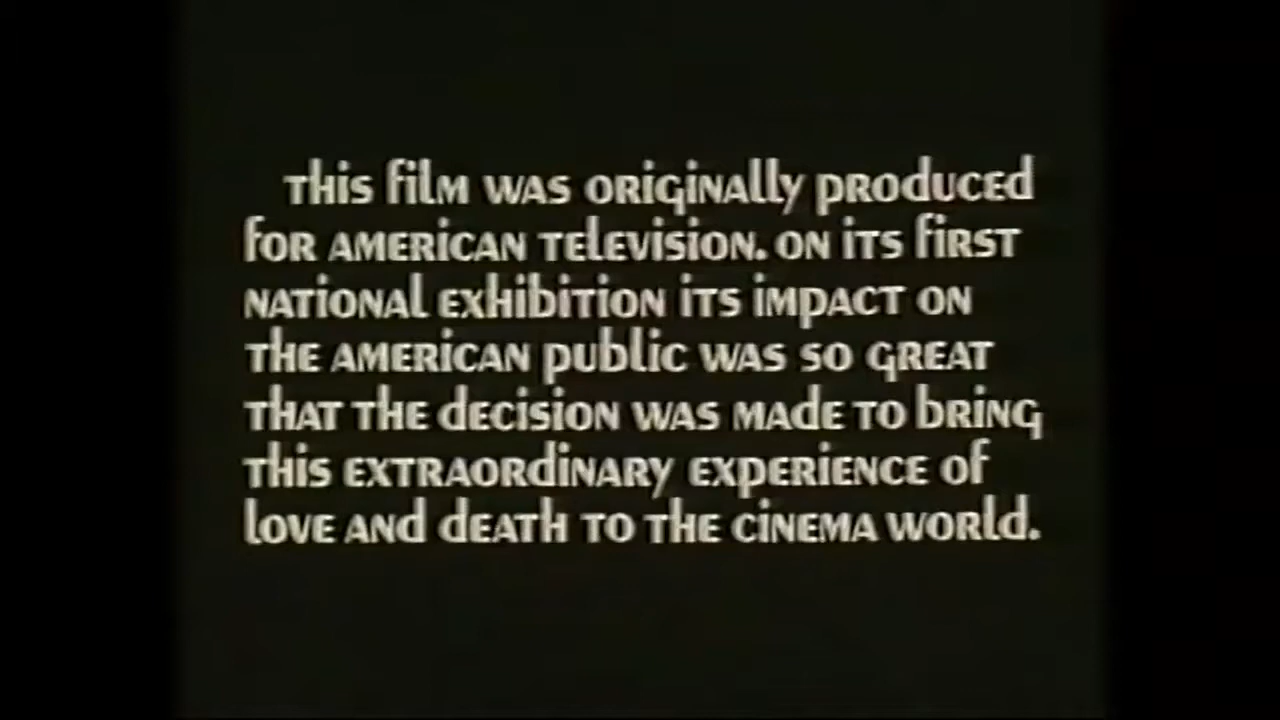 This film was originally produced
for American television. On its first
national exhibition its impact on
the American public was so great
that the decision was made to bring
this extraordinary experience of
love and death to the cinema world.